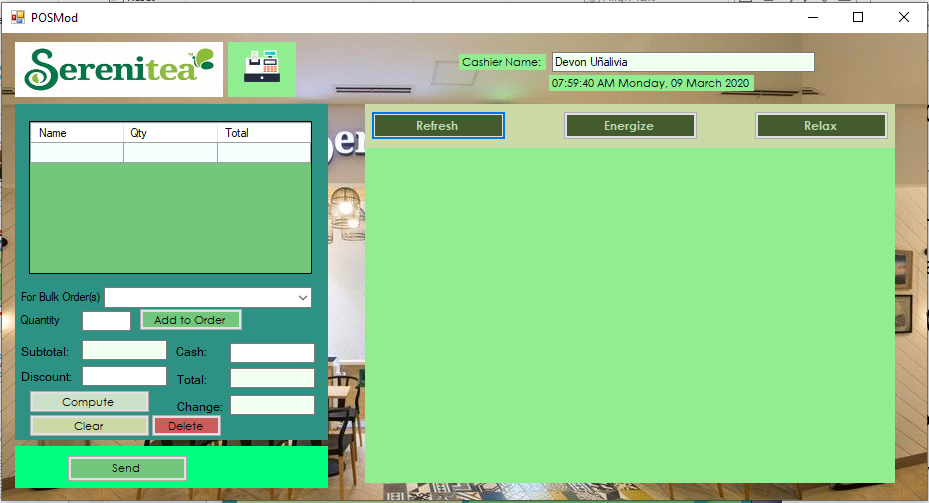 POSMod
Serenitea
Cashier Name:
Devon Uñalivia
07:59:40 AM Monday, 09 March 2020
Name Qty Total
Refresh Energize Relax
For Bulk Order(s)
Quantity
Add to Order
Subtotal:
Cash:
Discount:
Total:
Compute
Change:
Clear
Delete
Send